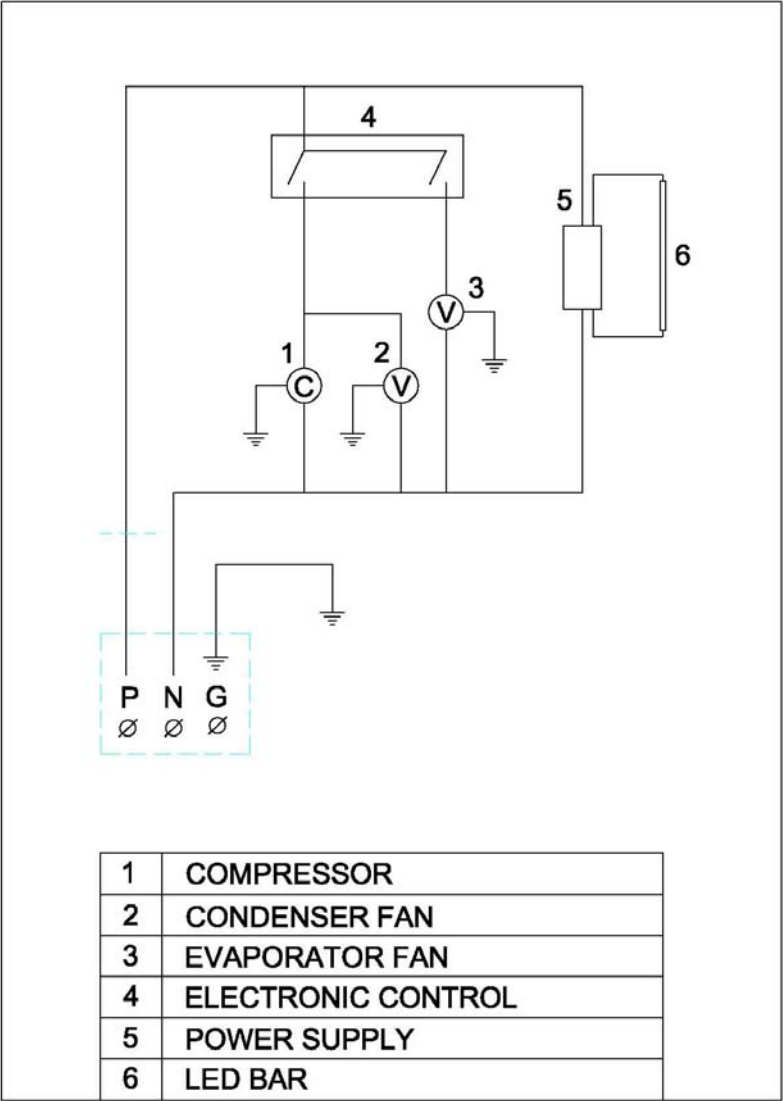 4
5
6
3
V
1
2
C
V
P N G
1 COMPRESSOR
2 CONDENSER FAN
3 EVAPORATOR FAN
4 ELECTRONIC CONTROL
5 POWER SUPPLY
6 LED BAR